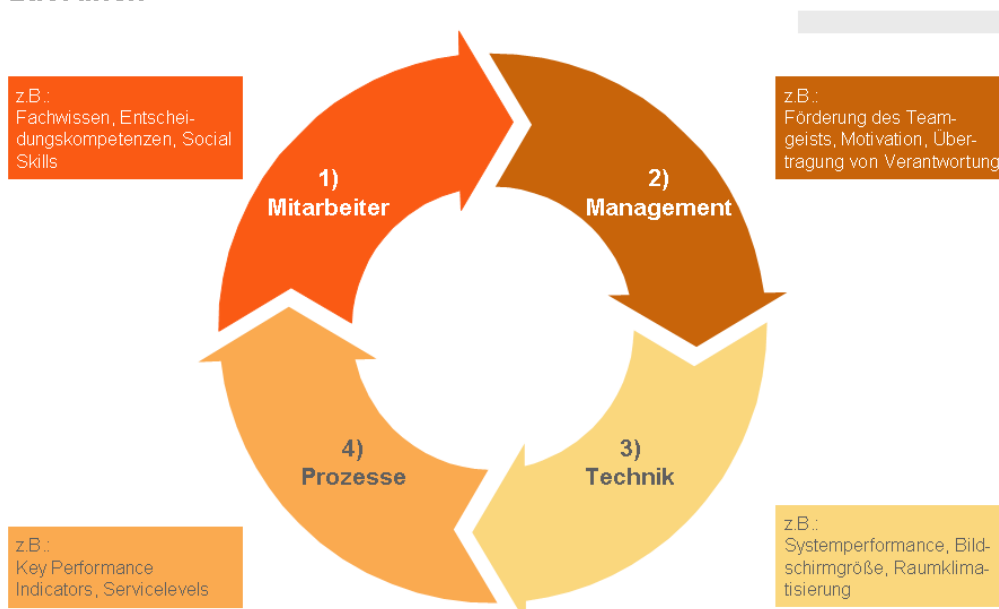 z.B.:
Fachwissen, Entschei-
dungskompetenzen, Social
Skills
z.B.:
Förderung des Team-
geists, Motivation, Über-
tragung von Verantwortung
1)
Mitarbeiter
2)
Management
4)
Prozesse
3)
Technik
z.B.:
Key Performance
Indicators, Servicelevels
z.B.:
Systemperformance, Bild-
schirmgröße, Raumklima-
tisierung